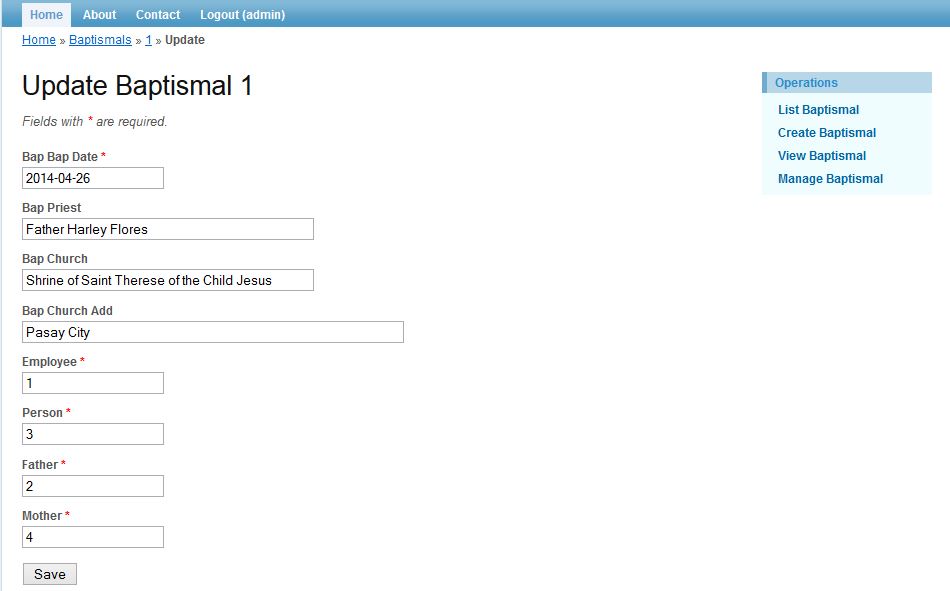 Home About Contact Logout (admin)
Home » Baptismals » 1 » Update
Update Baptismal 1
Fields with * are required.
Bap Bap Date *
2014-04-26
Bap Priest
Father Harley Flores
Bap Church
Shrine of Saint Therese of the Child Jesus
Bap Church Add
Pasay City
Employee *
1
Person *
3
Father *
2
Mother *
4
Save
Operations
List Baptismal
Create Baptismal
View Baptismal
Manage Baptismal